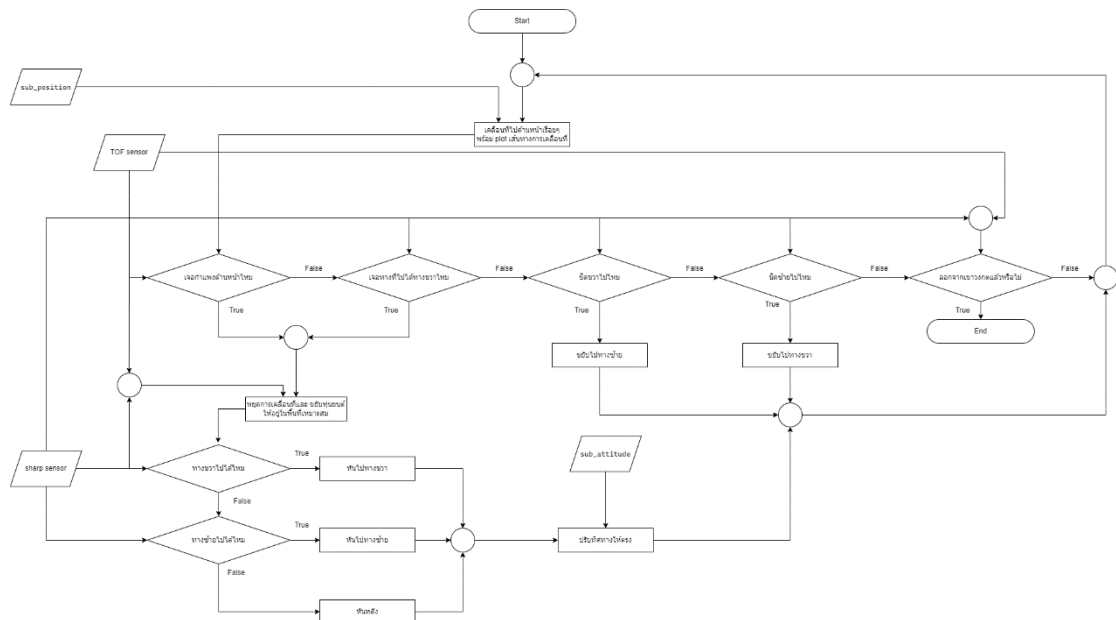 Start
sub_position
เคลื่อนที่ไปด้านหน้าเรื่อยๆ
พร้อม plot เส้นทางการเคลื่อนที่
TOF sensor
เจอกำแพงด้านหน้าไหม
False
เจอทางที่ไปได้ทางขวาไหม
False
ชิดขวาไปไหม
False
ชิดซ้ายไปไหม
False
ออกจากเขาวงกตแล้วหรือไม่
False
True
True
True
True
True
End
ขยับไปทางซ้าย
ขยับไปทางขวา
หยุดการเคลื่อนที่และ ขยับหุ่นยนต์
ให้อยู่ในพื้นที่เหมาะสม
sharp sensor
ทางขวาไปได้ไหม
True
หันไปทางขวา
sub_attitude
False
ทางซ้ายไปได้ไหม
True
หันไปทางซ้าย
ปรับทิศทางให้ตรง
False
หันหลัง